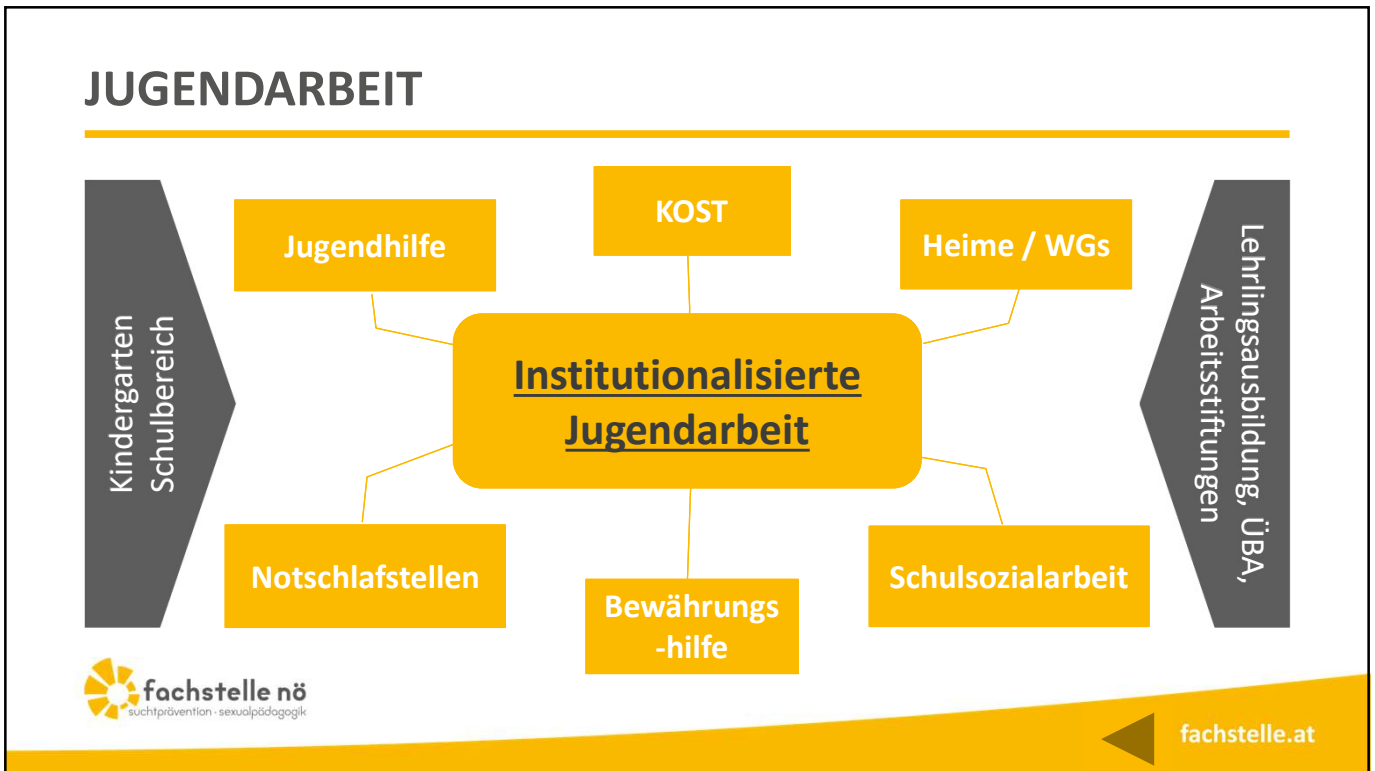 JUGENDARBEIT
KOST
Jugendhilfe
Heime / WGs
Kindergarten
Schulbereich
Institutionalisierte
Jugendarbeit
Lehrlingsausbildung, ÜBA,
Arbeitsstiftungen
Notschlafstellen
Bewährungs
-hilfe
Schulsozialarbeit
fachstelle nö
suchtprävention - sexualpädagogik
fachstelle.at